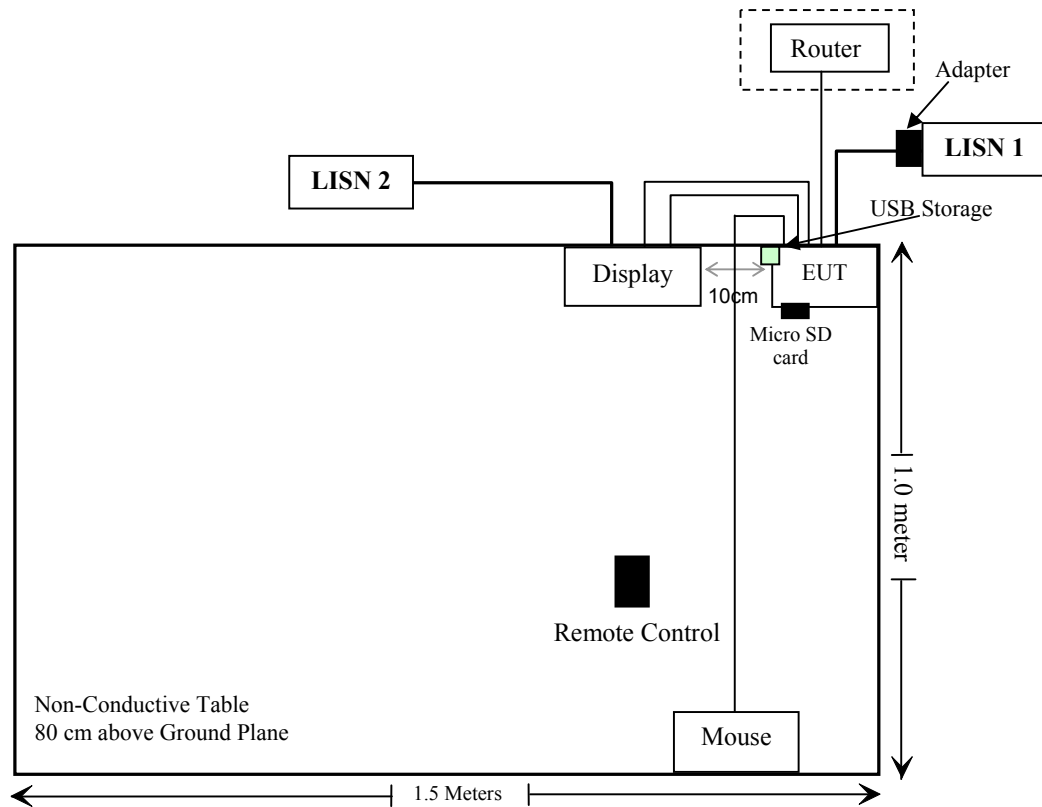 Router
Adapter
LISN 1
LISN 2
USB Storage
Display
EUT
10cm
Micro SD
card
1.0 meter
Remote Control
Non-Conductive Table
80 cm above Ground Plane
Mouse
1.5 Meters